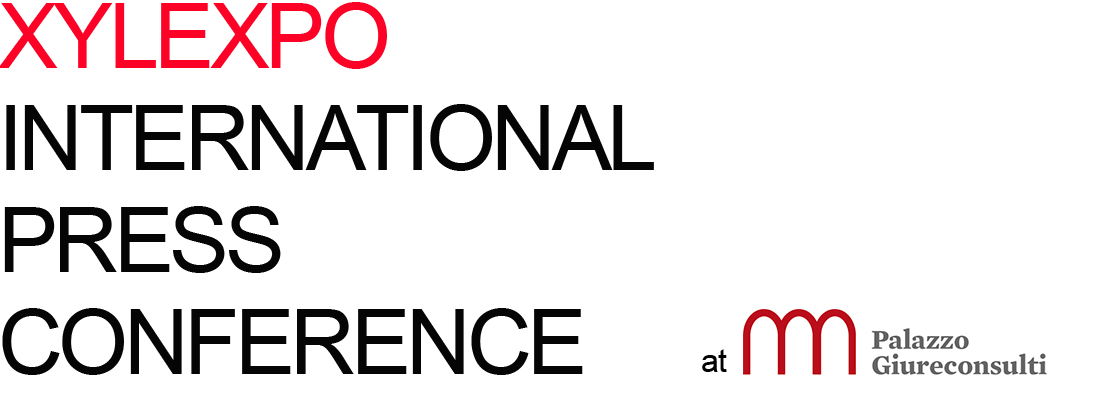 XYLEXPO
INTERNATIONAL
PRESS
CONFERENCE
at
Palazzo
Giureconsulti